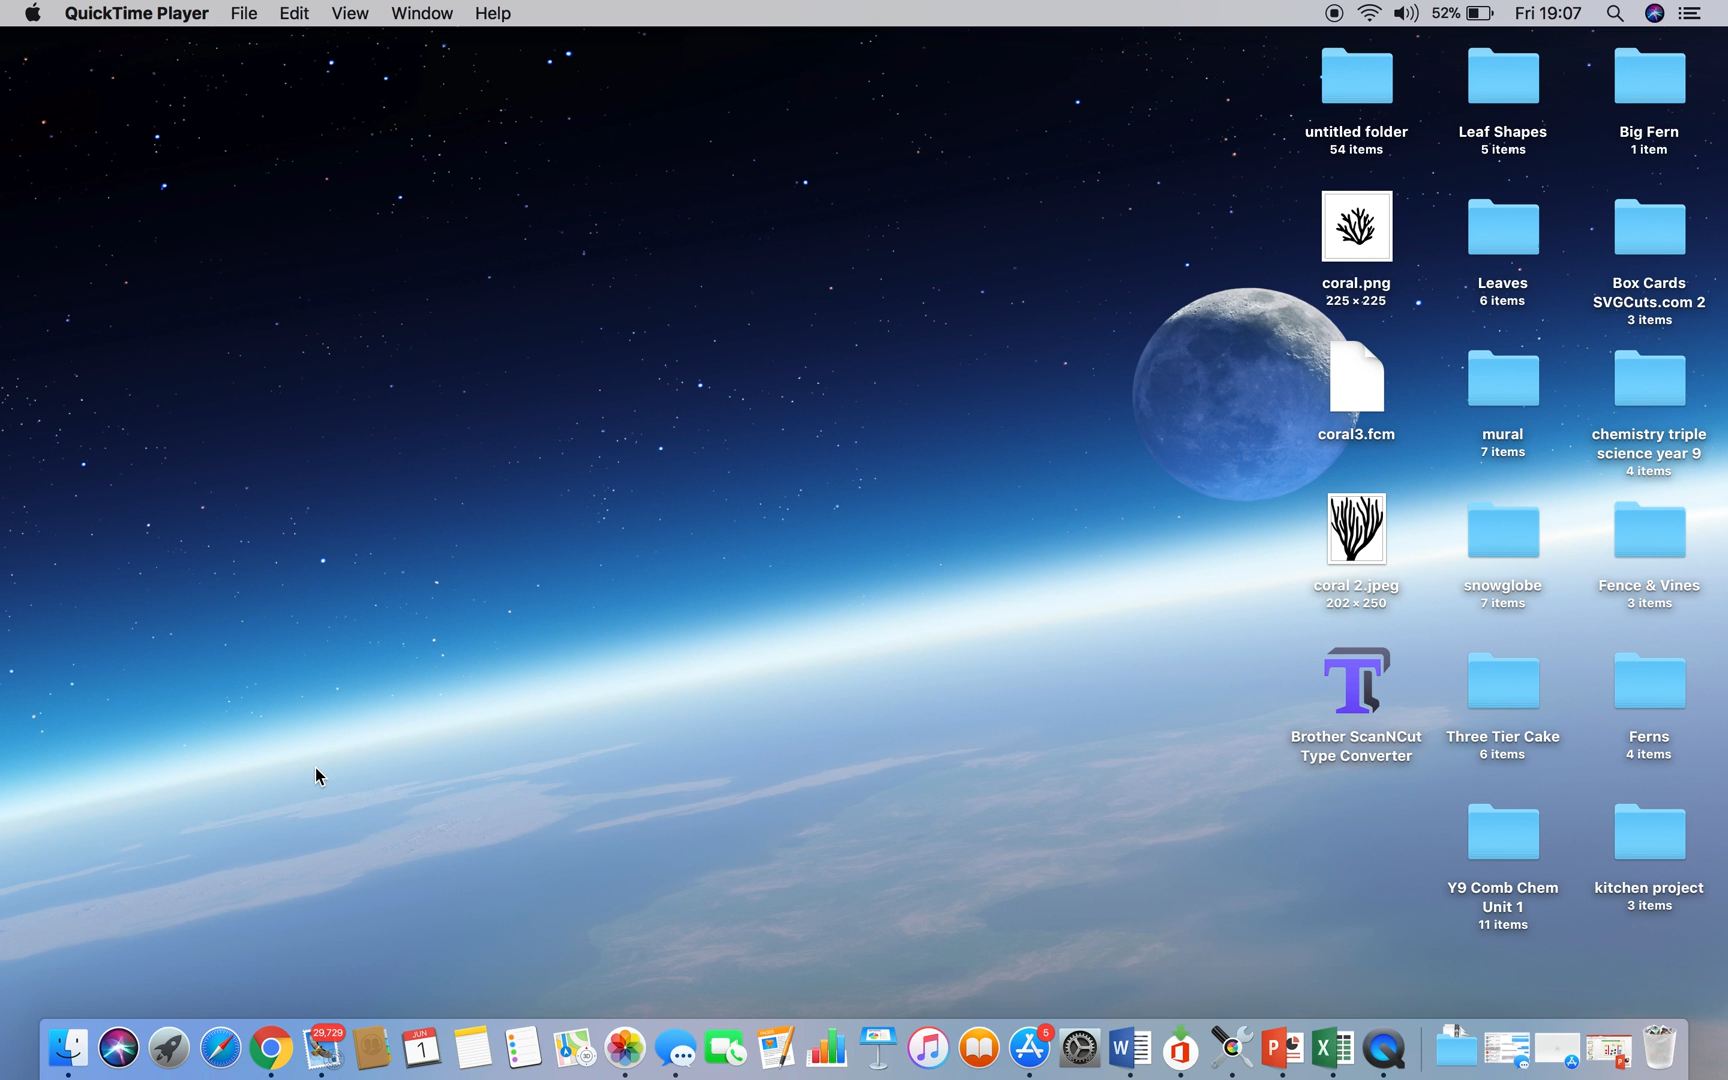 QuickTime Player File Edit View Window Help 52% Fri 19:07
untitled folder
54 items
Leaf Shapes
5 items
Big Fern
1 item
coral.png
225 × 225
Leaves
6 items
Box Cards
SVGCuts.com 2
3 items
coral3.fcm
mural
7 items
chemistry triple
science year 9
4 items
coral 2.jpeg
202 × 250
snowglobe
7 items
Fence & Vines
3 items
Brother ScanNCut
Type Converter
Three Tier Cake
6 items
Ferns
4 items
Y9 Comb Chem
Unit 1
11 items
kitchen project
3 items
29,729
JUN
1
PAGES
3D
5
W
P
X